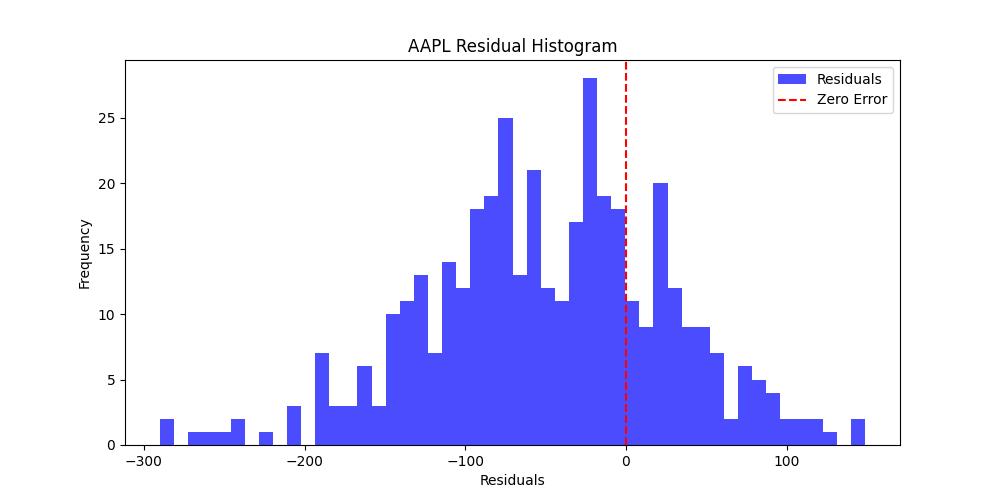 AAPL Residual Histogram
Residuals
Zero Error
Frequency
25
20
15
10
5
0
−300
−200
−100
0
100
Residuals